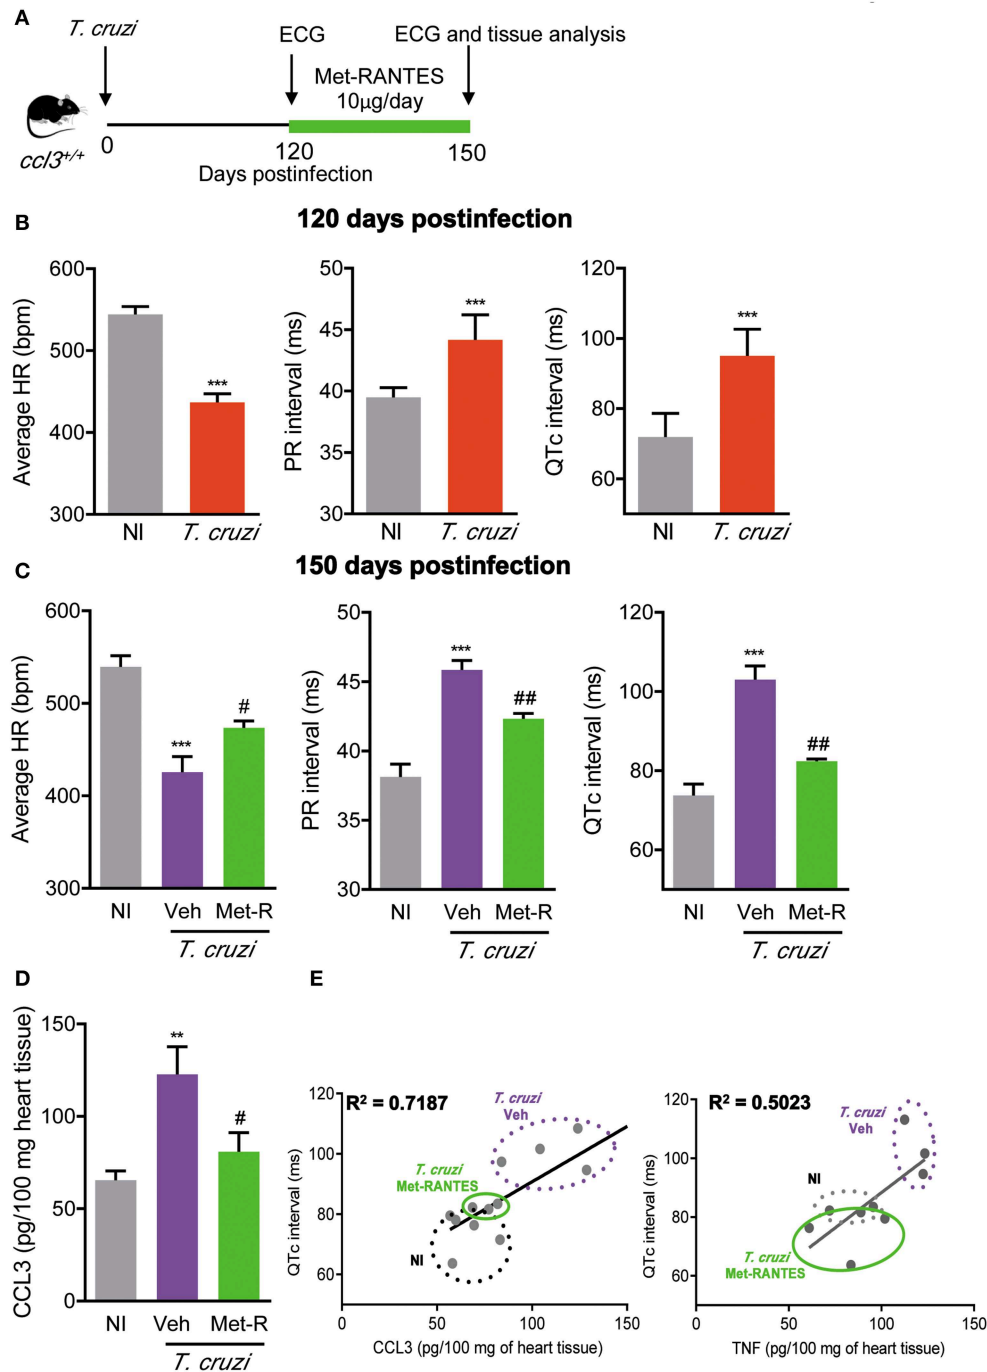 A
T. cruzi
ECG
ECG and tissue analysis
Met-RANTES
10µg/day
ccl3+/+
0
120
150
Days postinfection
B
120 days postinfection
Average HR (bpm)
600
500
400
300
NI
T. cruzi
PR interval (ms)
50
45
40
35
30
***
NI
T. cruzi
QTc interval (ms)
120
100
80
60
***
NI
T. cruzi
***
C
150 days postinfection
Average HR (bpm)
600
500
400
300
***
#
NI
Veh
Met-R
T. cruzi
PR interval (ms)
50
45
40
35
30
***
##
NI
Veh
Met-R
T. cruzi
QTc interval (ms)
120
100
80
60
***
##
NI
Veh
Met-R
T. cruzi
D
CCL3 (pg/100 mg heart tissue)
150
100
50
0
**
#
NI
Veh
Met-R
T. cruzi
E
QTc interval (ms)
120
100
80
60
R² = 0.7187
T. cruzi
Veh
T. cruzi
Met-RANTES
NI
0
50
100
150
CCL3 (pg/100 mg of heart tissue)
QTC interval (ms)
120
100
80
60
R² = 0.5023
T. cruzi
Veh
NI
T. cruzi
Met-RANTES
0
50
100
150
TNF (pg/100 mg of heart tissue)